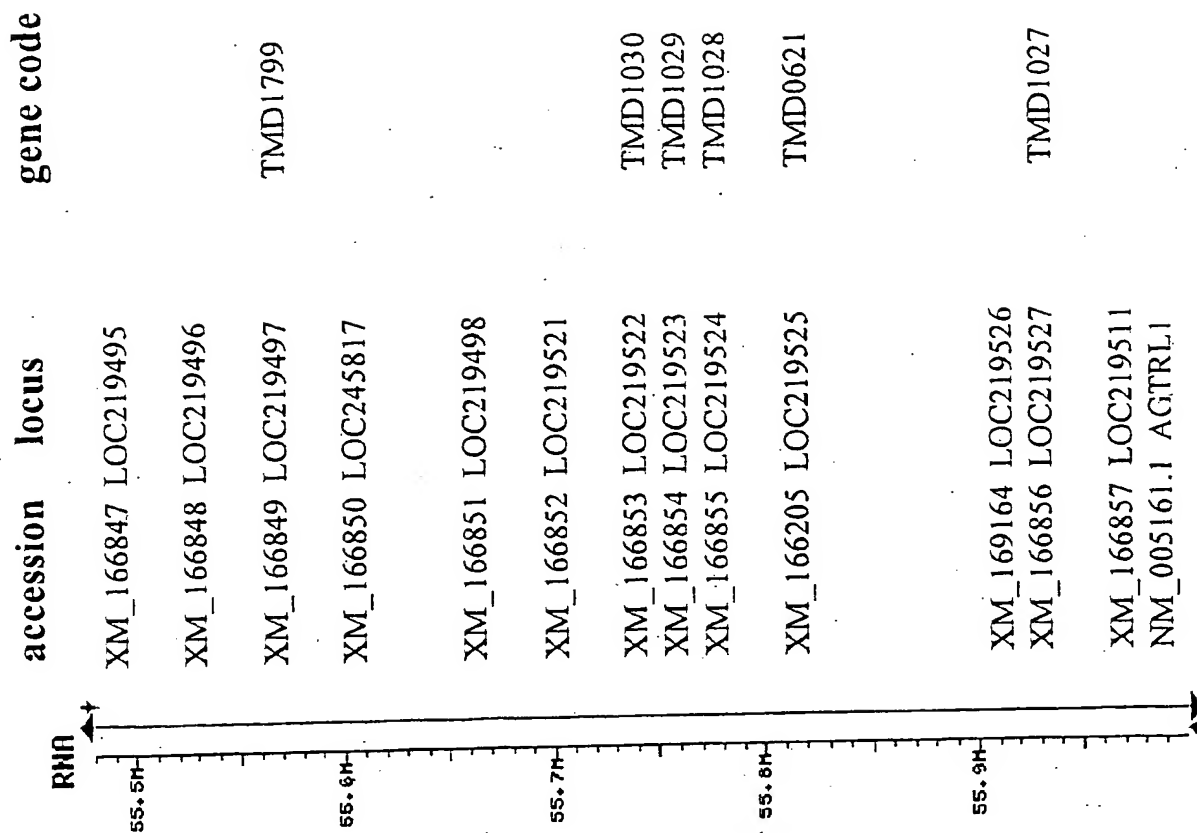 accession locus gene code
RNA
XM_166847 LOC219495
XM_166848 LOC219496
XM_166849 LOC219497 TMD1799
XM_166850 LOC245817
XM_166851 LOC219498
XM_166852 LOC219521
XM_166853 LOC219522 TMD1030
XM_166854 LOC219523 TMD1029
XM_166855 LOC219524 TMD1028
XM_166205 LOC219525 TMD0621
XM_169164 LOC219526
XM_166856 LOC219527 TMD1027
XM_166857 LOC219511
NM_005161.1 AGTRL1
55.5M
55.6M
55.7M
55.8M
55.9M